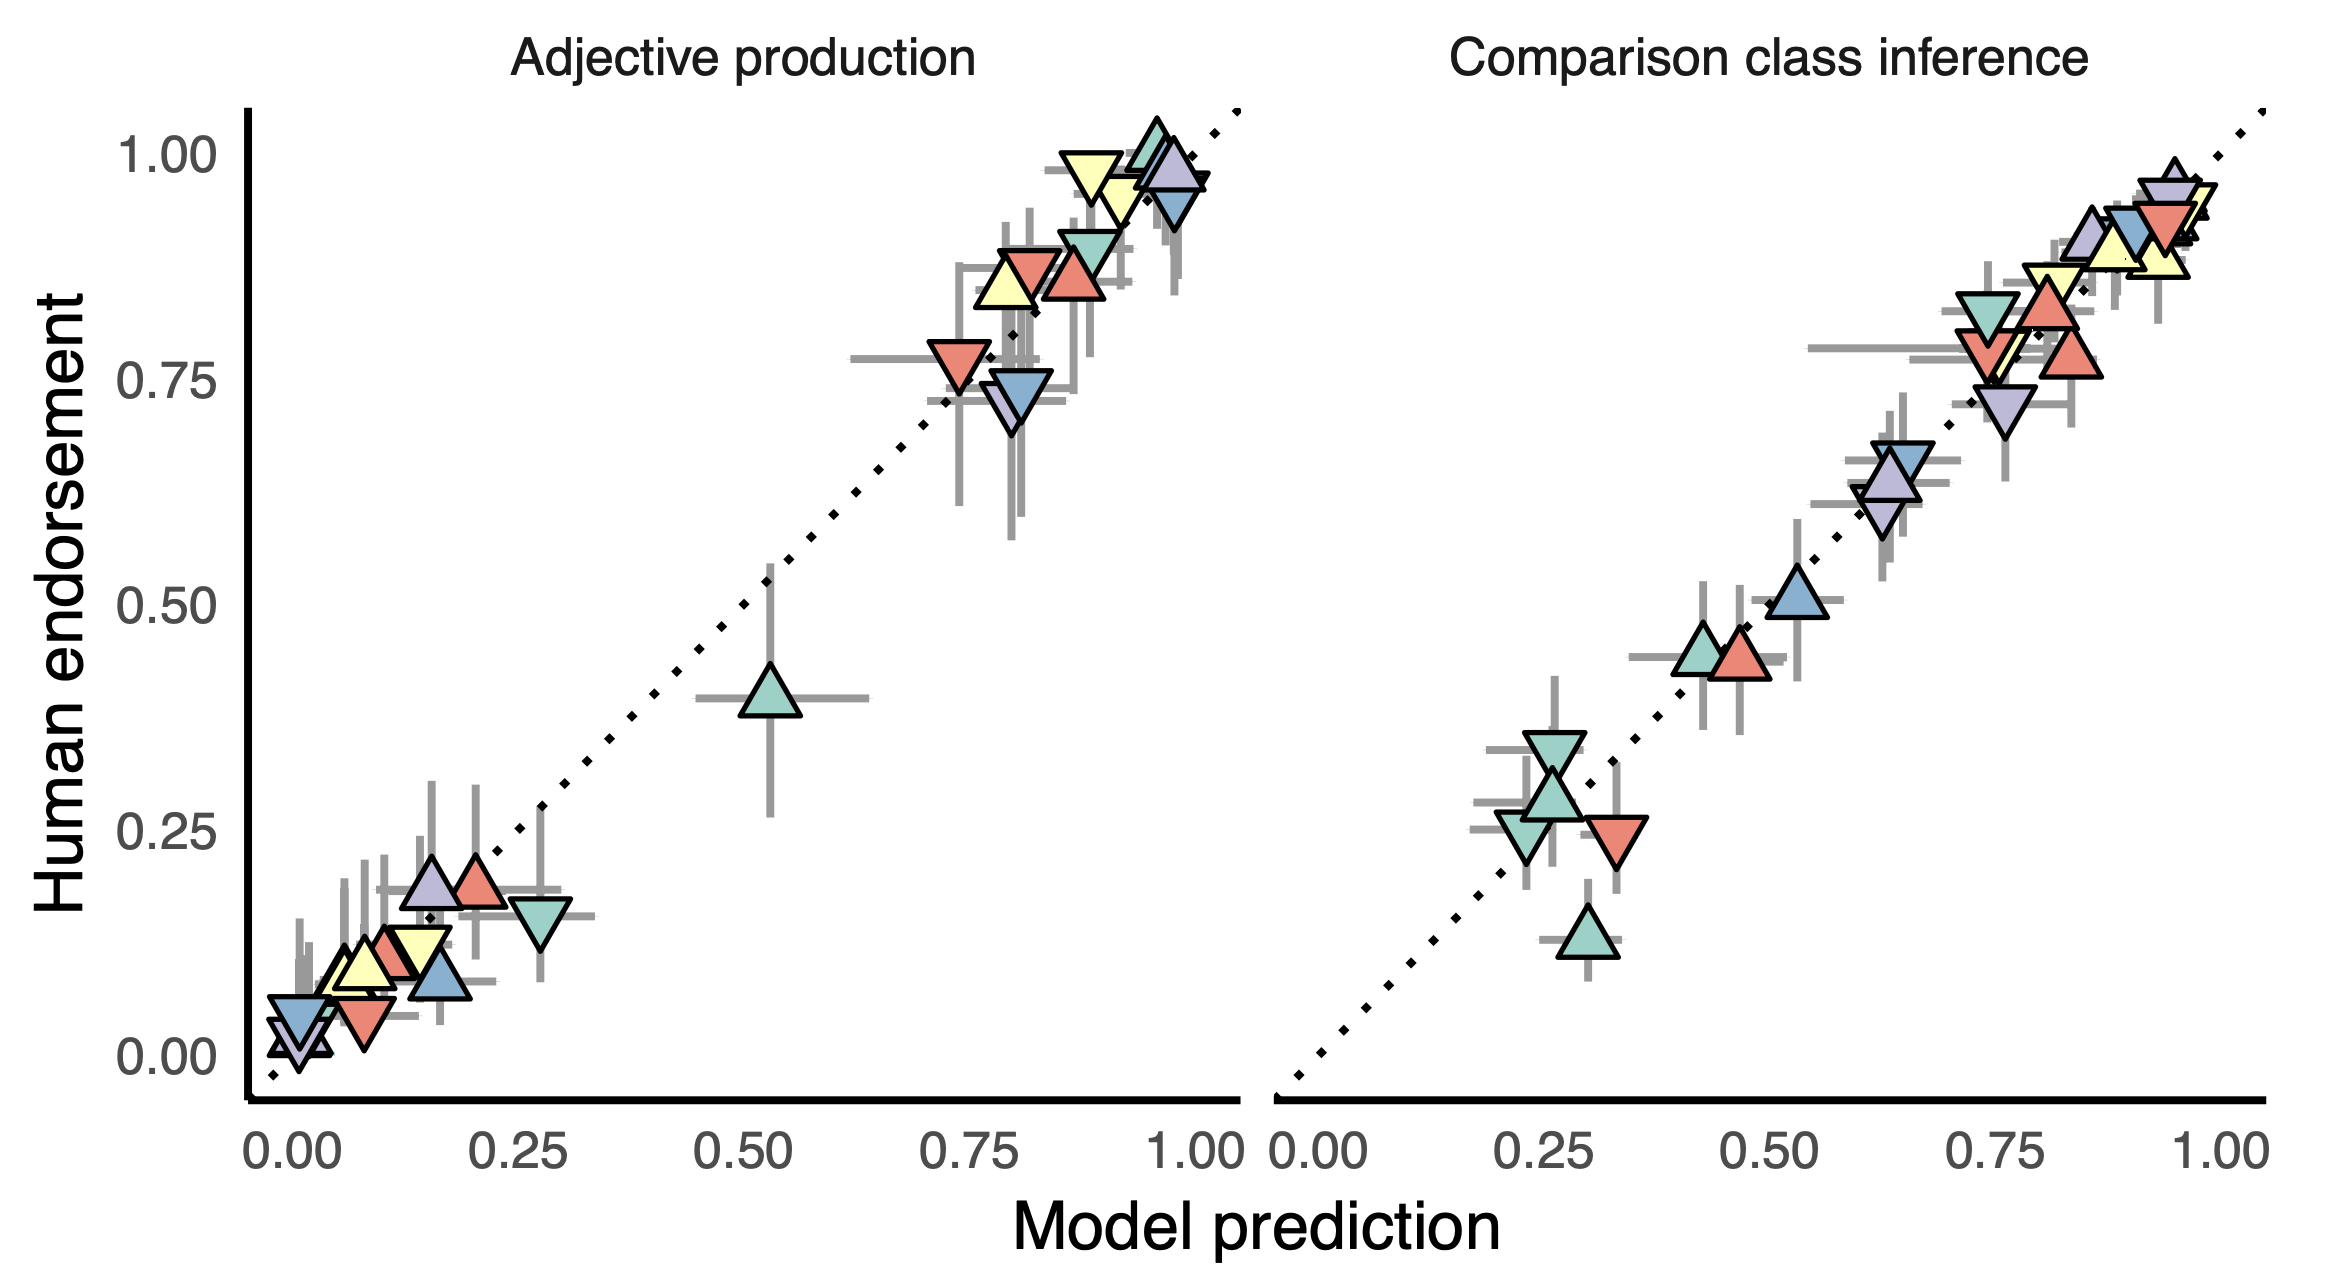 Adjective production
Comparison class inference
Human endorsement
1.00
0.75
0.50
0.25
0.00
0.00 0.25 0.50 0.75 1.00
0.00 0.25 0.50 0.75 1.00
Model prediction